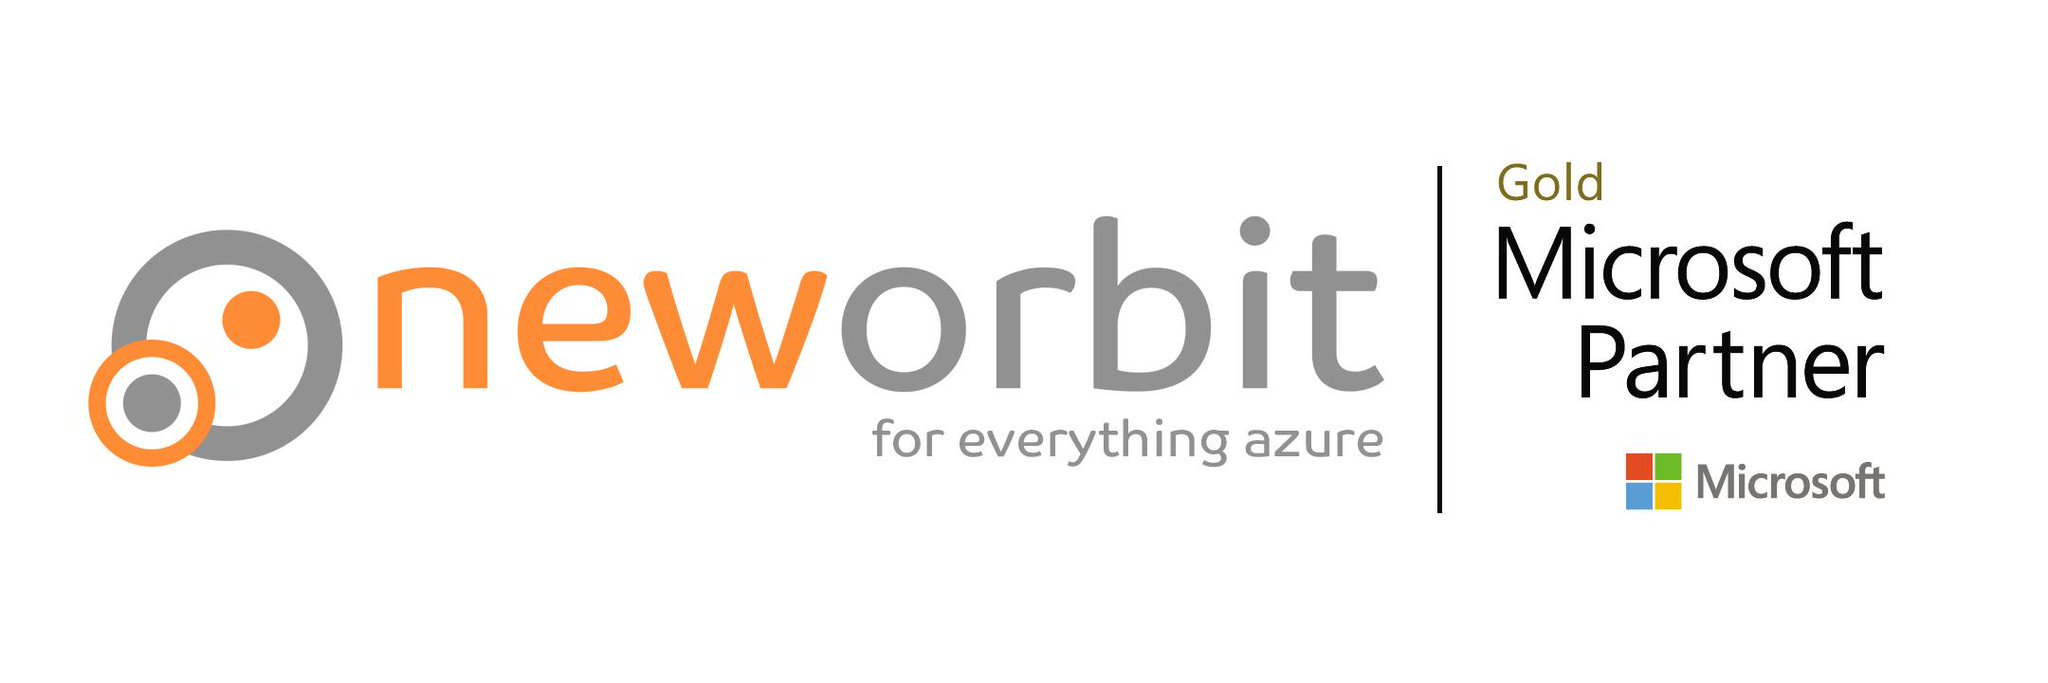 neworbit
for everything azure
Gold
Microsoft
Partner
Microsoft